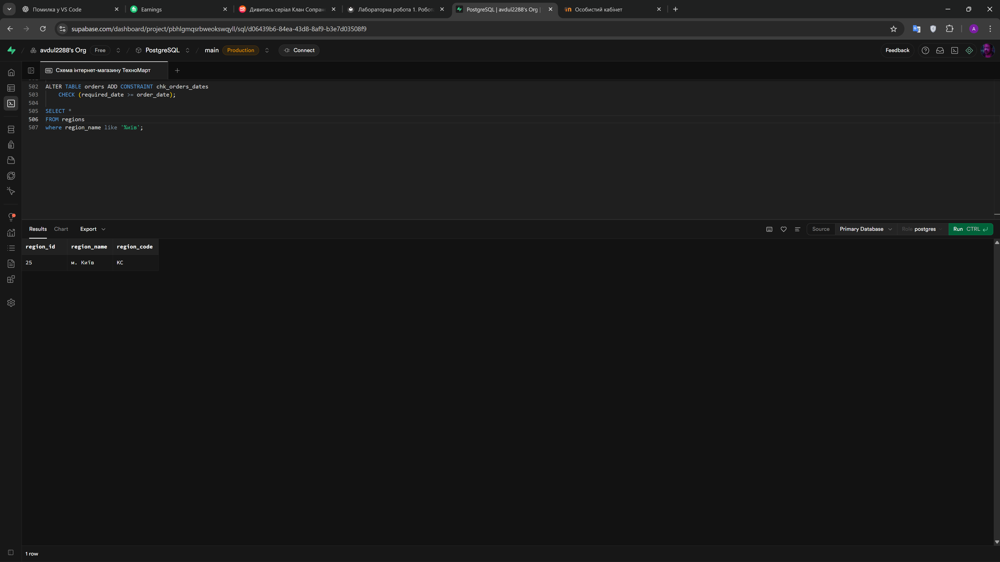 Помилка у VS Code
Earnings
Дивитись серіал Клан Сопран
Лабораторна робота 1. Робот
PostgreSQL | avdul2288's Org |
Особистий кабінет
supabase.com/dashboard/project/pbhlgmqsrbweokswqyll/sql/d06439b6-84ea-43d8-8af9-b3e7d03508f9
A
avdul2288's Org Free / PostgreSQL / main Production Connect
Feedback
SQL Схема інтернет-магазину ТехноМарт
502 ALTER TABLE orders ADD CONSTRAINT chk_orders_dates
503 CHECK (required_date >= order_date);
504
505 SELECT *
506 FROM regions
507 where region_name like '%иїв';
Results Chart Export
Source Primary Database Role postgres Run CTRL
region_id region_name region_code
25 м. Київ КС
1 row